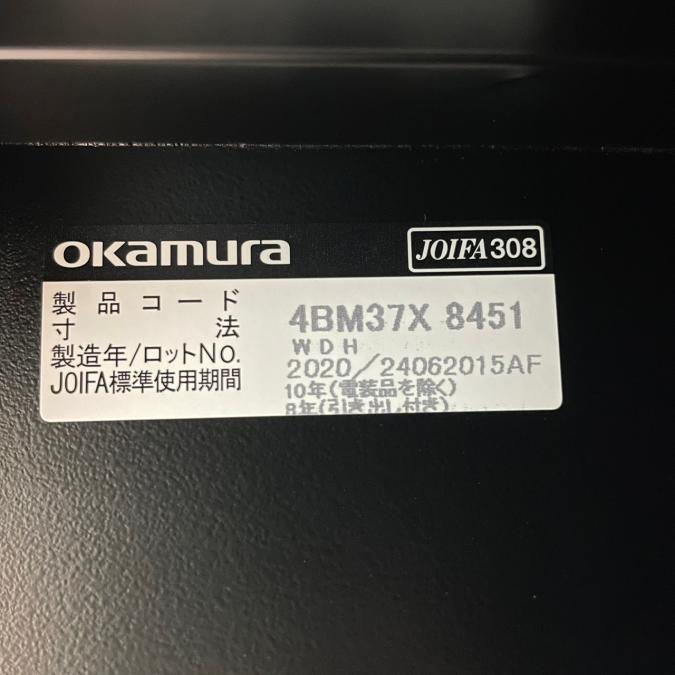 okamura JOIFA308
製品コード 4BM37X 8451
寸法 W D H
製造年/ロットNo. 2020/24062015AF
JOIFA標準使用期間 10年(電装品を除く)
8年(引き出し付き)